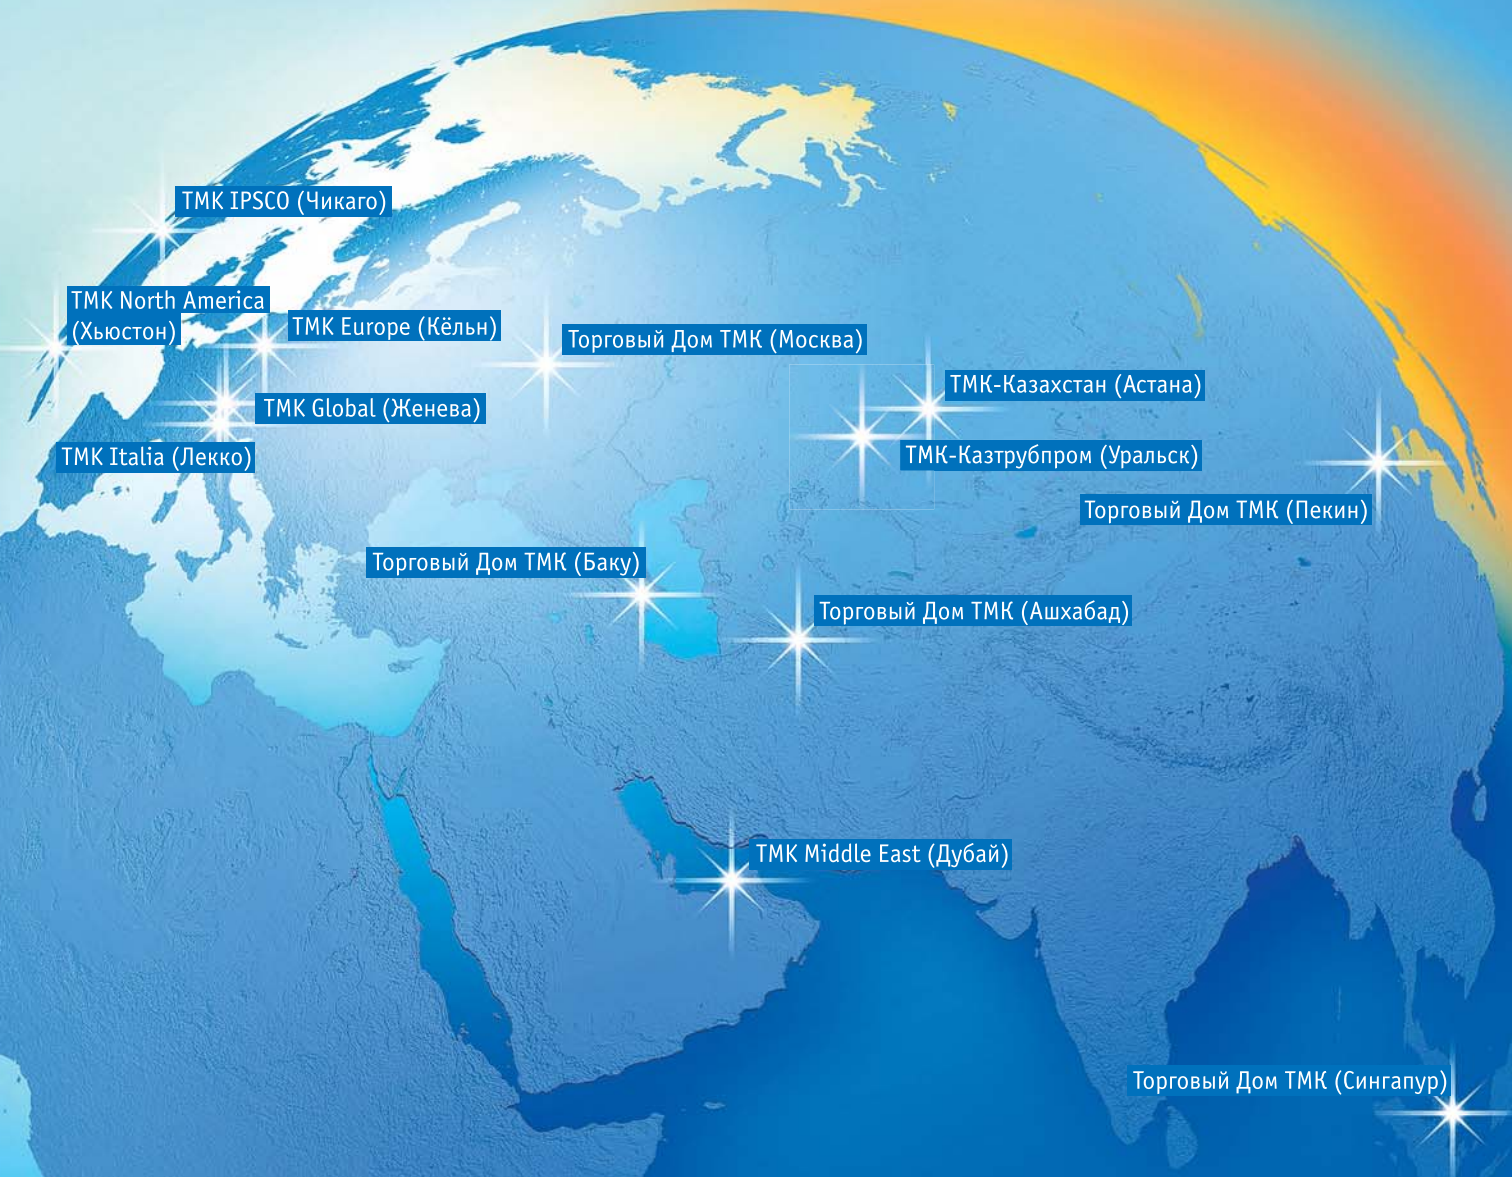 TMK IPSCO (Чикаго)
TMK North America
(Хьюстон)
TMK Europe (Кёльн)
Торговый Дом ТМК (Москва)
ТМК-Казахстан (Астана)
TMK Global (Женева)
TMK Italia (Лекко)
ТМК-Казтрубпром (Уральск)
Торговый Дом ТМК (Пекин)
Торговый Дом ТМК (Баку)
Торговый Дом ТМК (Ашхабад)
TMK Middle East (Дубай)
Торговый Дом ТМК (Сингапур)